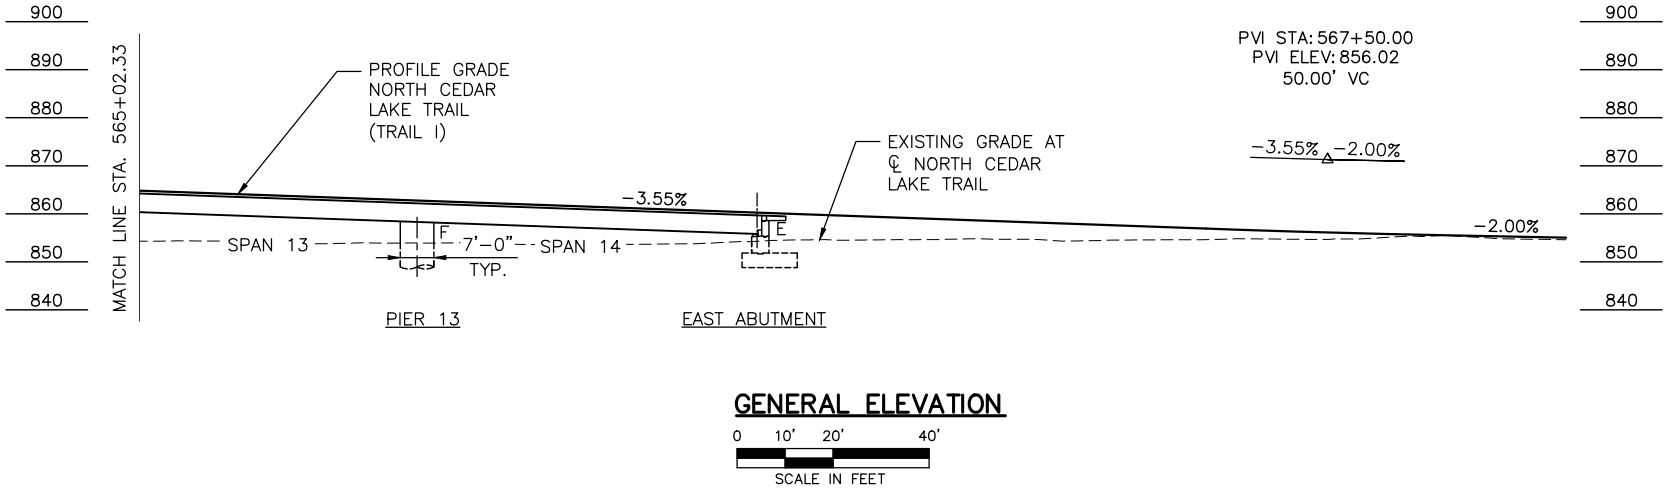 900
890
880
870
860
850
840
MATCH LINE STA. 565+02.33
PROFILE GRADE
NORTH CEDAR
LAKE TRAIL
(TRAIL I)
-3.55%
SPAN 13
F
7'-0"
TYP.
SPAN 14
E
PIER 13
EAST ABUTMENT
EXISTING GRADE AT
℄ NORTH CEDAR
LAKE TRAIL
PVI STA: 567+50.00
PVI ELEV: 856.02
50.00' VC
-3.55% -2.00%
-2.00%
900
890
880
870
860
850
840
GENERAL ELEVATION
0 10' 20' 40'
SCALE IN FEET